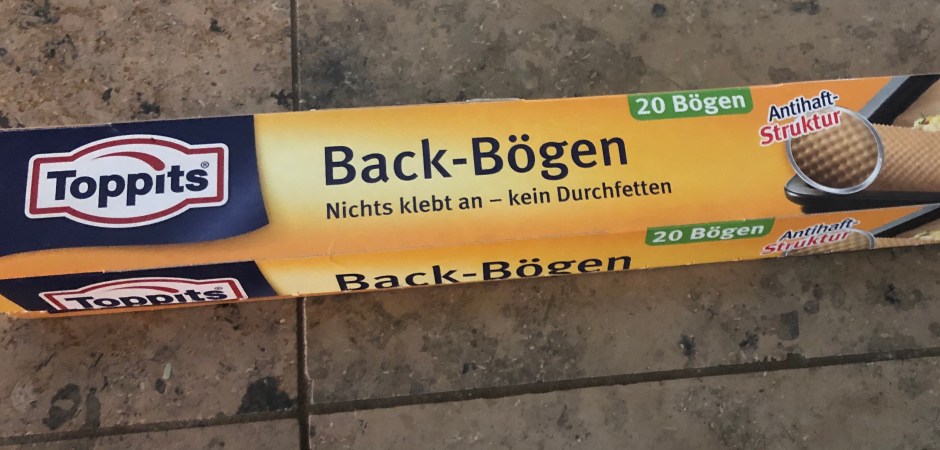 20 Bögen
Antihaft-
Struktur
Toppits®
Back-Bögen
Nichts klebt an – kein Durchfetten
20 Bögen
Antihaft-
Struktur
Toppits
Back-Bögen